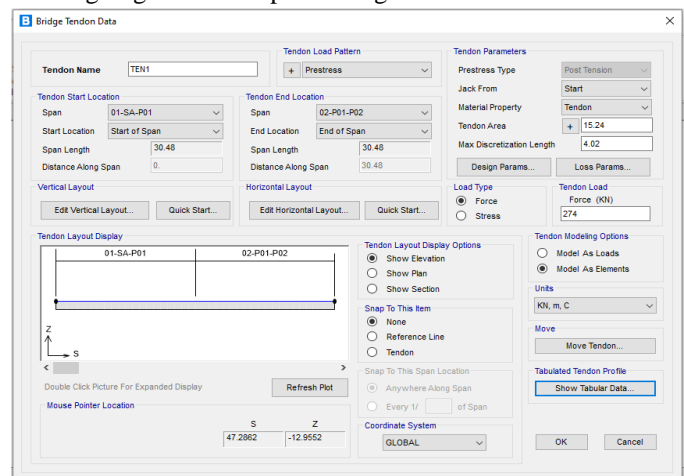 Bridge Tendon Data
Tendon Name TEN1
Tendon Load Pattern
+ Prestress
Tendon Parameters
Prestress Type Post Tension
Jack From Start
Material Property Tendon
Tendon Area + 15.24
Max Discretization Length 4.02
Design Params... Loss Params...
Tendon Start Location
Span 01-SA-P01
Start Location Start of Span
Span Length 30.48
Distance Along Span 0.
Tendon End Location
Span 02-P01-P02
End Location End of Span
Span Length 30.48
Distance Along Span 30.48
Vertical Layout
Edit Vertical Layout... Quick Start...
Horizontal Layout
Edit Horizontal Layout... Quick Start...
Load Type
Force
Stress
Tendon Load
Force (KN)
274
Tendon Layout Display
01-SA-P01 02-P01-P02
Z
S
Double Click Picture For Expanded Display Refresh Plot
Mouse Pointer Location
S Z
47.2862 -12.9552
Tendon Layout Display Options
Show Elevation
Show Plan
Show Section
Snap To This Item
None
Reference Line
Tendon
Snap To This Span Location
Anywhere Along Span
Every 1/ of Span
Coordinate System
GLOBAL
Tendon Modeling Options
Model As Loads
Model As Elements
Units
KN, m, C
Move
Move Tendon...
Tabulated Tendon Profile
Show Tabular Data...
OK Cancel